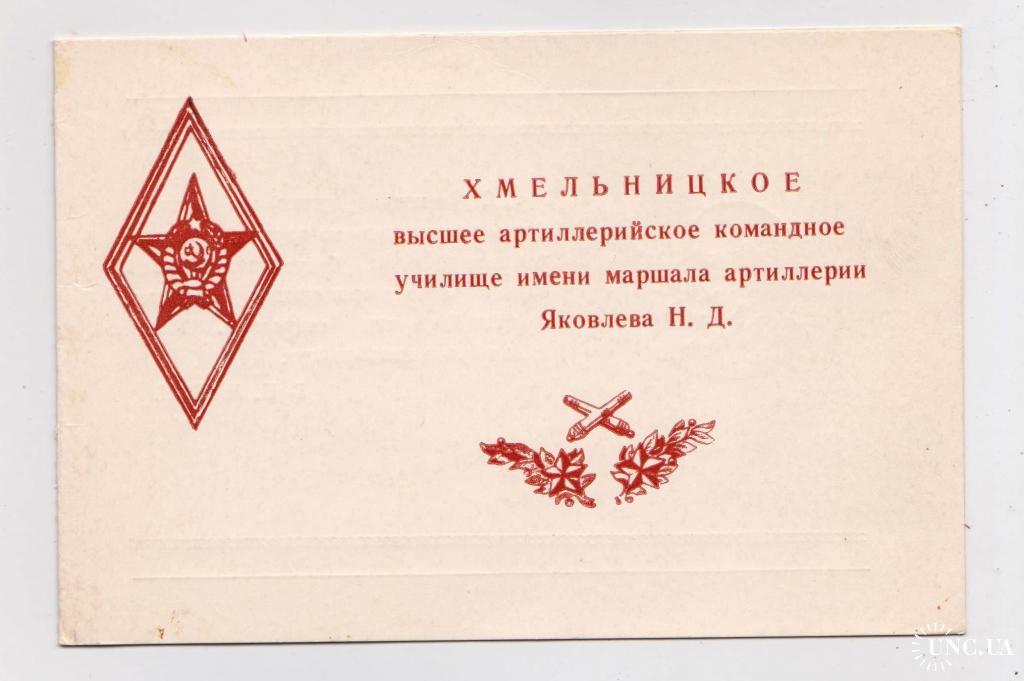 ХМЕЛЬНИЦКОЕ
высшее артиллерийское командное
училище имени маршала артиллерии
Яковлева Н. Д.
UNC.UA